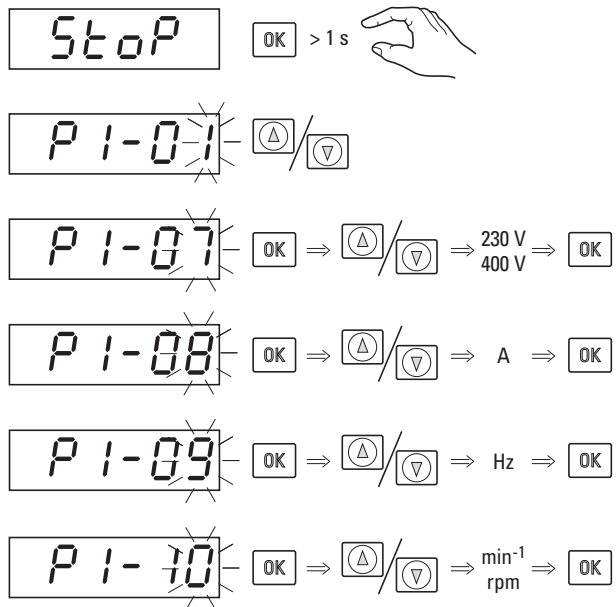 StoP OK > 1 s
P1-01
P1-07 OK ⇒ ⇒ 230 V 400 V ⇒ OK
P1-08 OK ⇒ ⇒ A ⇒ OK
P1-09 OK ⇒ ⇒ Hz ⇒ OK
P1-10 OK ⇒ ⇒ min-1 rpm ⇒ OK